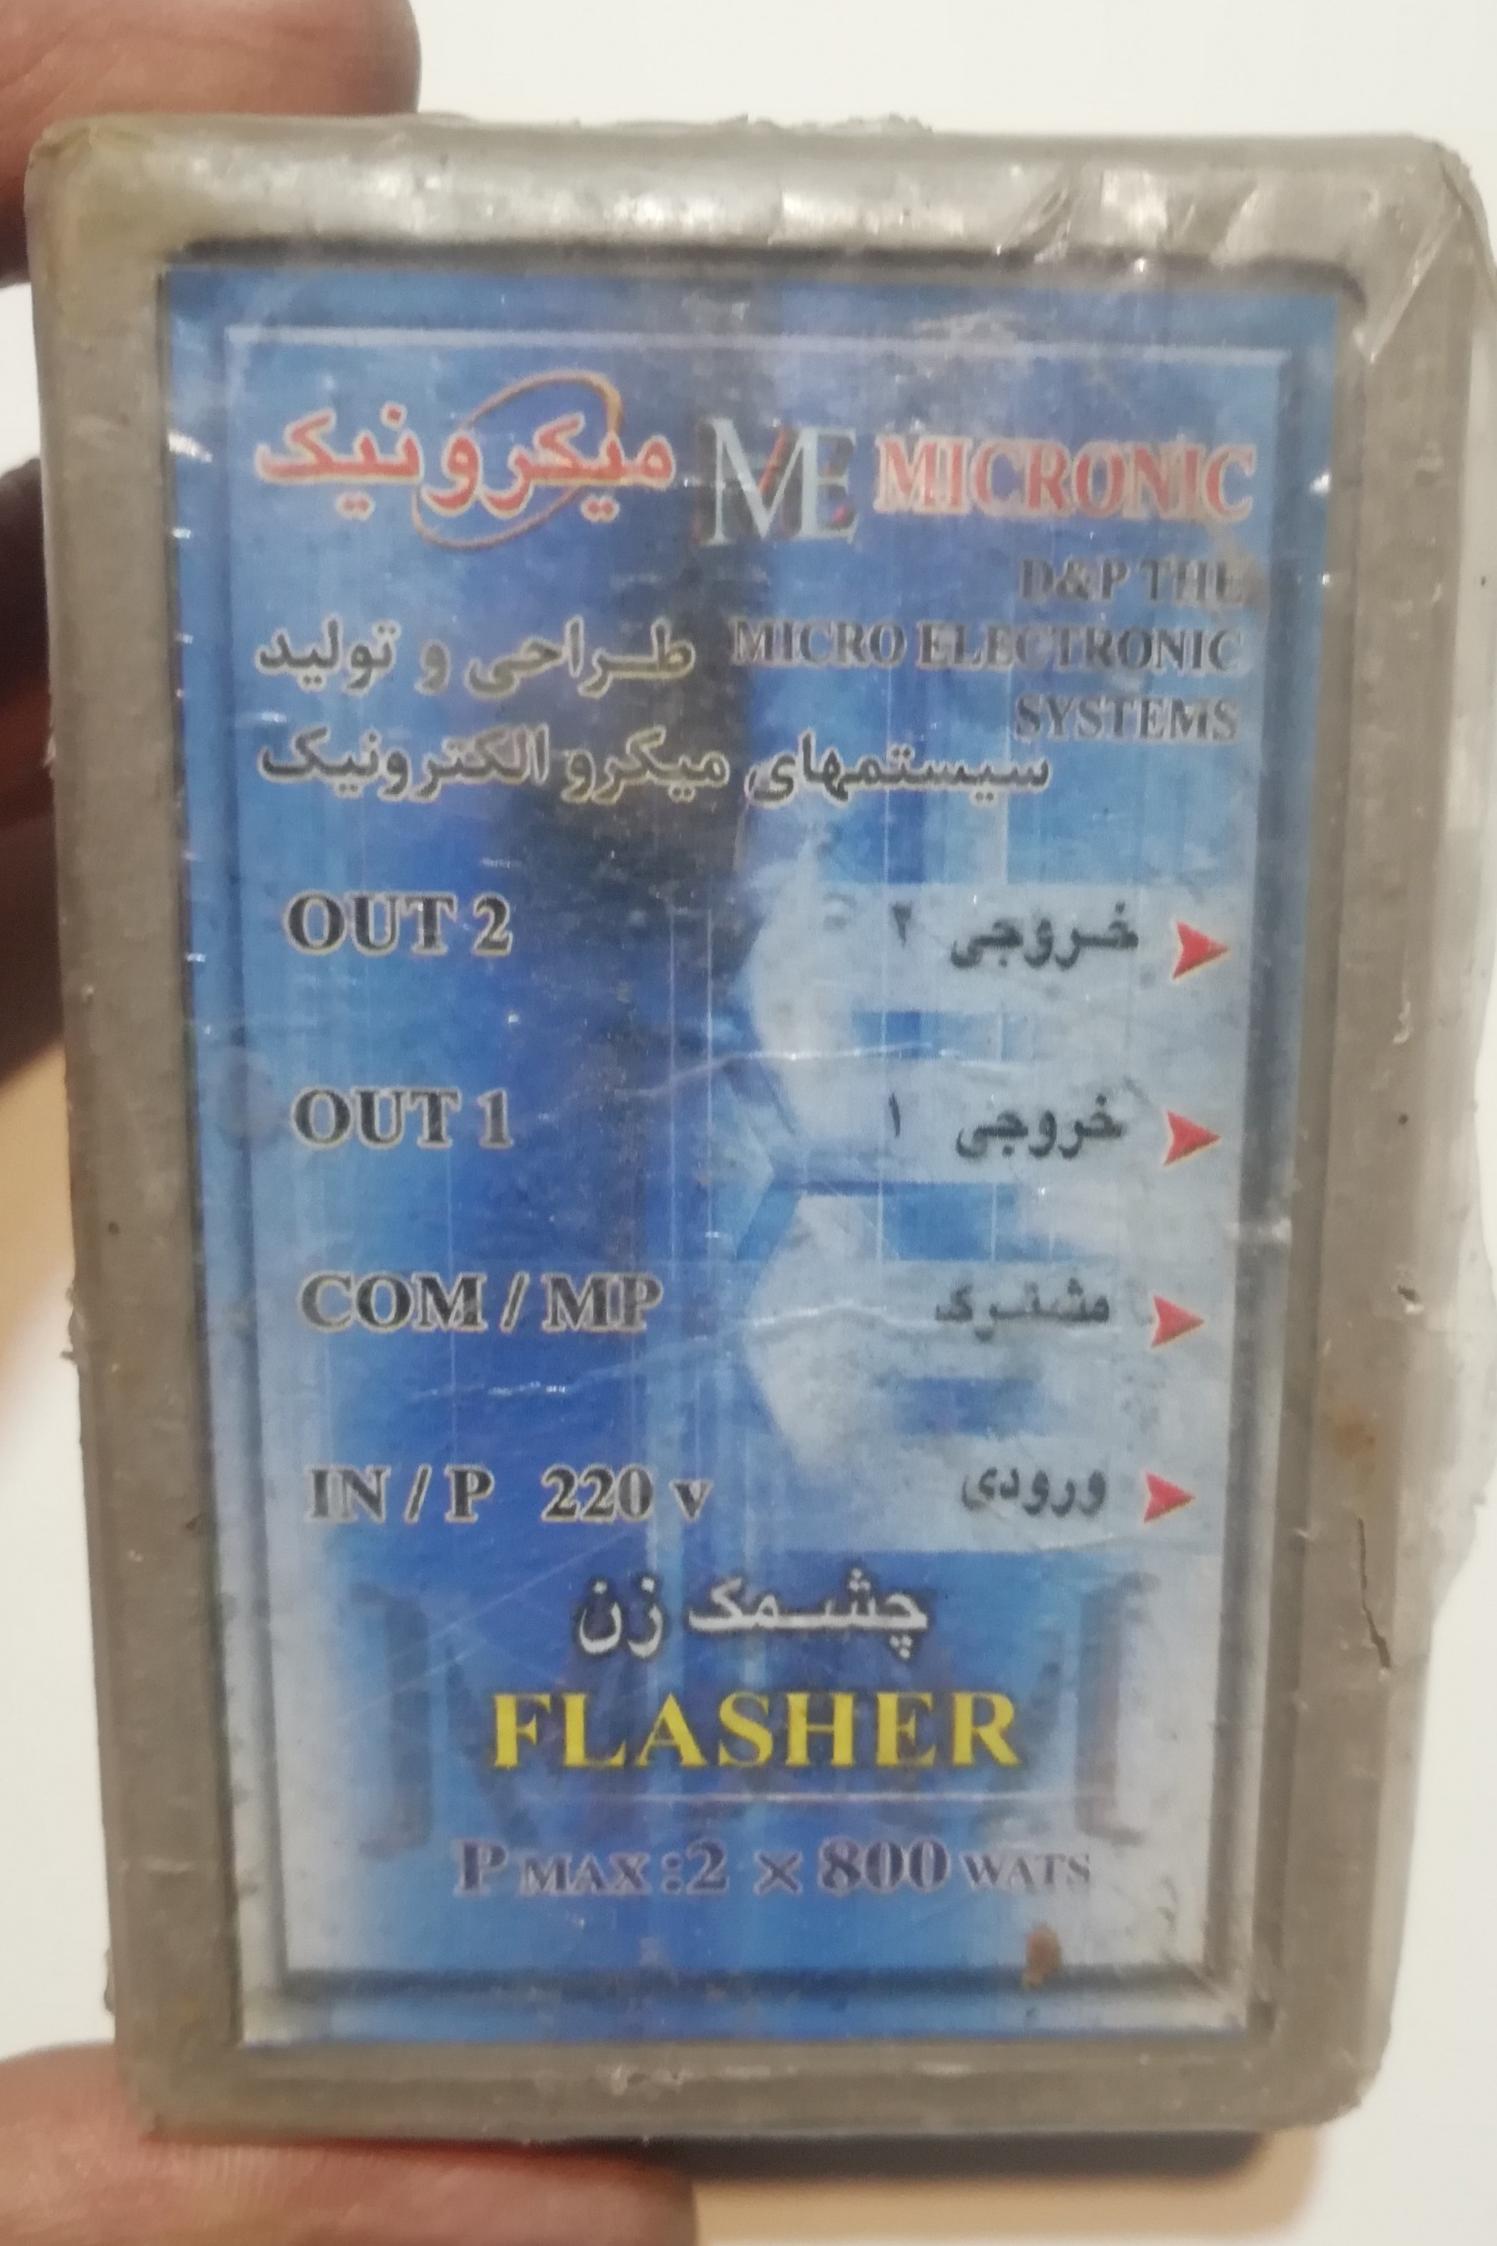 میکرونیک ME MICRONIC
D&P THE
MICRO ELECTRONIC
SYSTEMS
طراحی و تولید
سیستمهای میکرو الکترونیک
OUT 2 خروجی ۲
OUT 1 خروجی ۱
COM / MP مشترک
IN / P 220 v ورودی
چشمک زن
FLASHER
P MAX :2 × 800 WATS